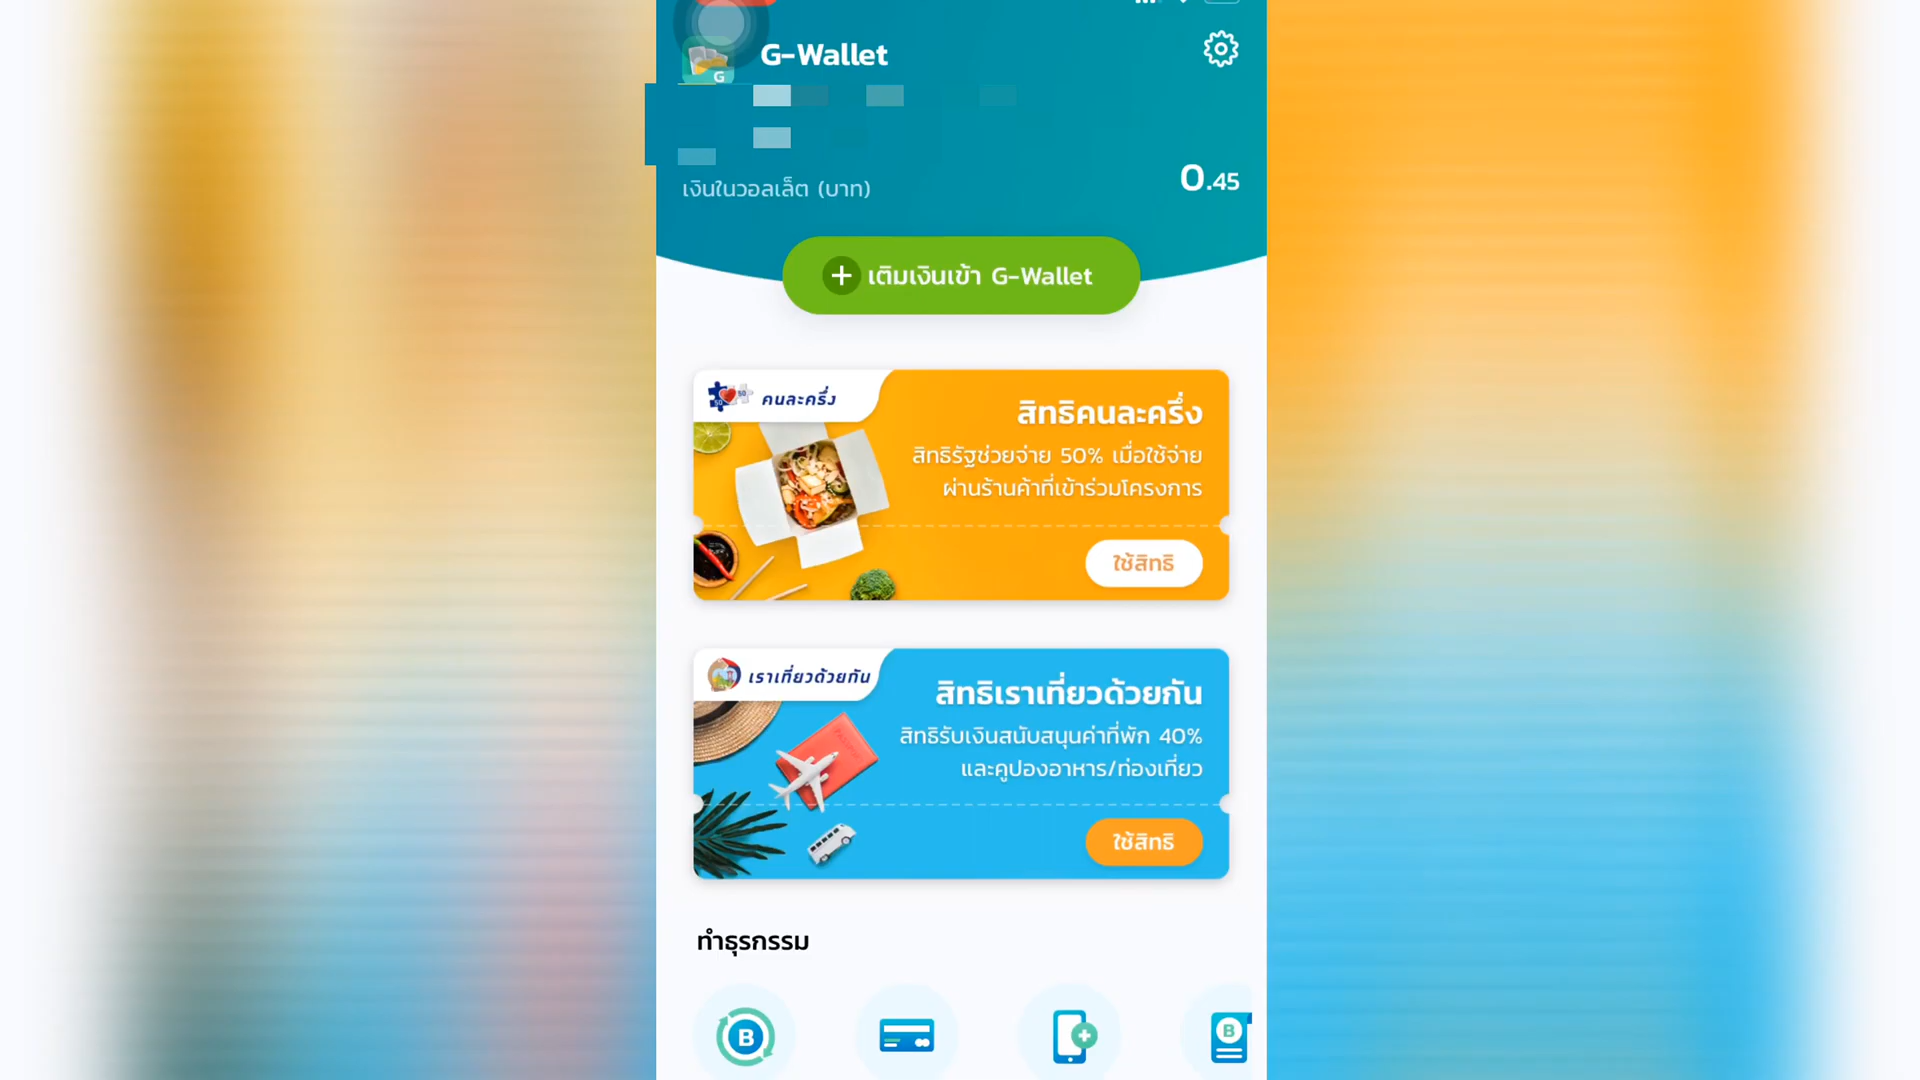 G-Wallet
G
เงินในวอลเล็ต (บาท)
0.45
เติมเงินเข้า G-Wallet
50 50
คนละครึ่ง
สิทธิคนละครึ่ง
สิทธิรัฐช่วยจ่าย 50% เมื่อใช้จ่าย
ผ่านร้านค้าที่เข้าร่วมโครงการ
ใช้สิทธิ
เราเที่ยวด้วยกัน
สิทธิเราเที่ยวด้วยกัน
สิทธิรับเงินสนับสนุนค่าที่พัก 40%
และคูปองอาหาร/ท่องเที่ยว
ใช้สิทธิ
ทำธุรกรรม
B
B